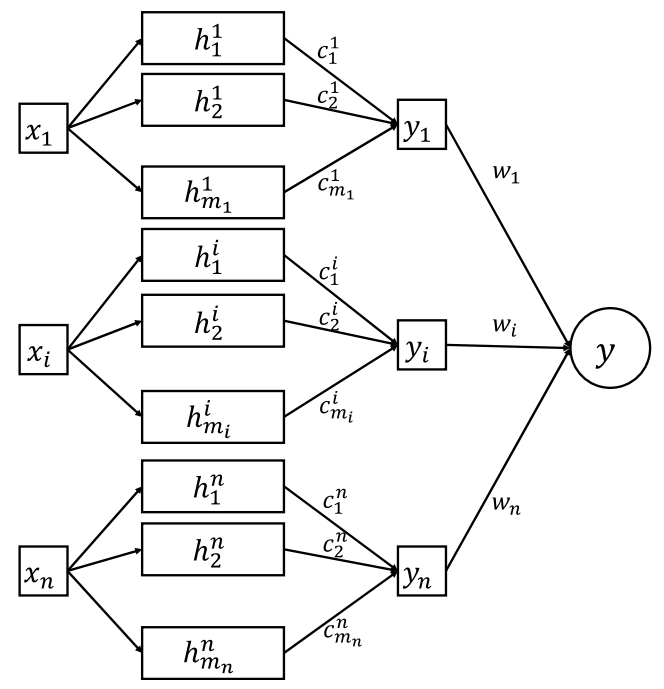 h_1^1
c_1^1
h_2^1
c_2^1
x_1
y_1
h_{m_1}^1
c_{m_1}^1
w_1
h_1^i
c_1^i
h_2^i
c_2^i
x_i
y_i
w_i
y
h_{m_i}^i
c_{m_i}^i
h_1^n
c_1^n
w_n
h_2^n
c_2^n
x_n
y_n
h_{m_n}^n
c_{m_n}^n